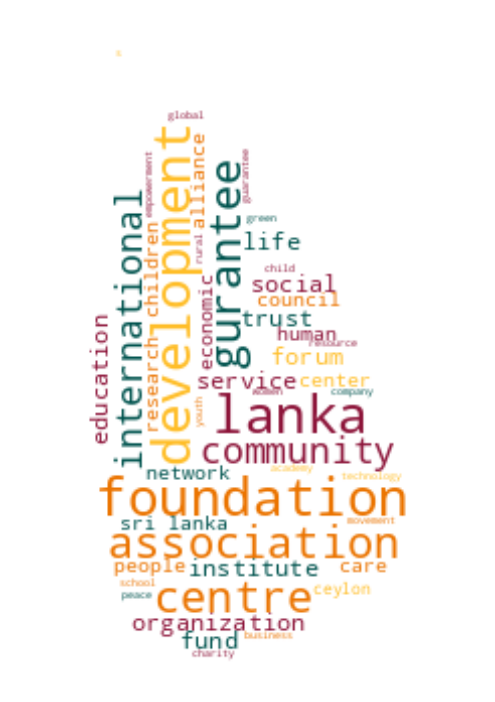 global
development
alliance
empowerment
guarantee
gurantee
international
children
rural
green
life
child
social
council
economic
trust
human
resource
education
research
forum
service
center
women
company
youth
lanka
community
network
academy
technology
foundation
sri lanka
movement
association
people
institute
care
school
peace
centre
ceylon
organization
fund
business
charity